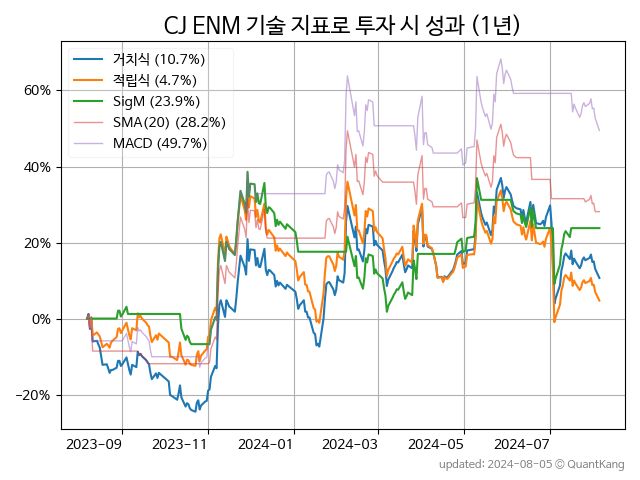 CJ ENM 기술 지표로 투자 시 성과 (1년)
거치식 (10.7%)
적립식 (4.7%)
SigM (23.9%)
SMA(20) (28.2%)
MACD (49.7%)
60%
40%
20%
0%
−20%
2023-09
2023-11
2024-01
2024-03
2024-05
2024-07
updated: 2024-08-05 © QuantKang